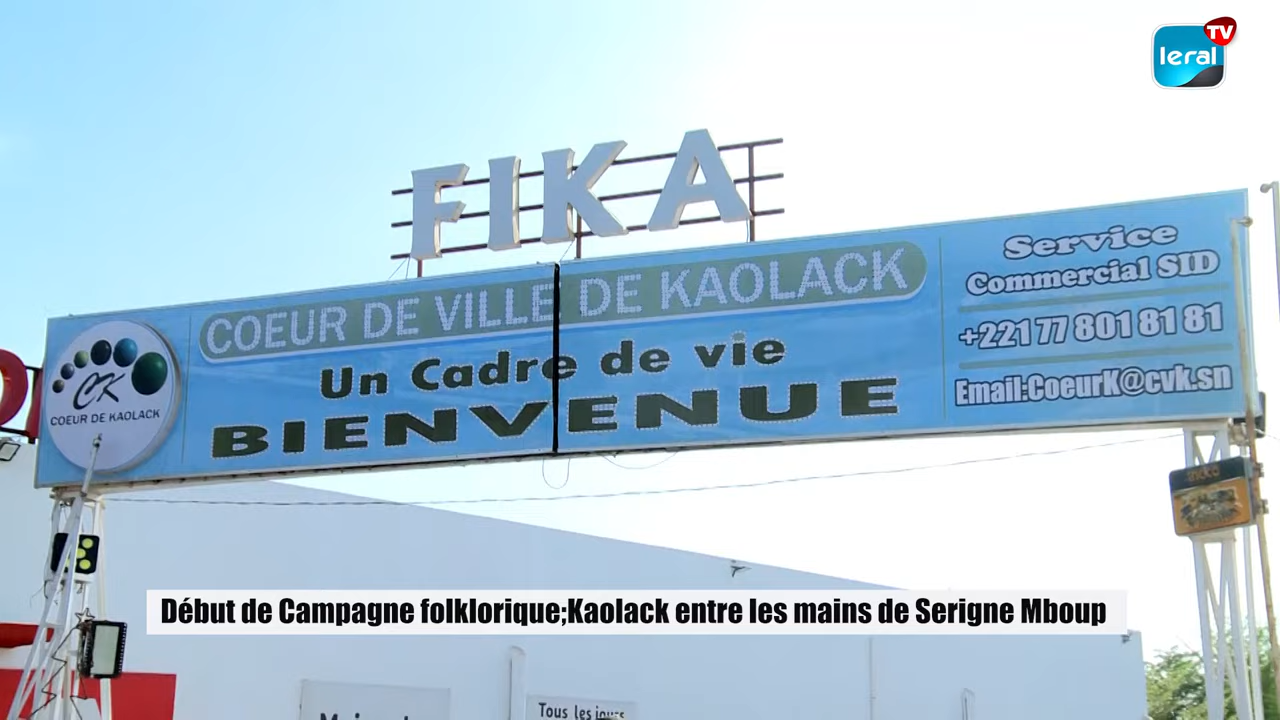 TV
leral
FIKA
COEUR DE VILLE DE KAOLACK
Un Cadre de vie
BIENVENUE
CK
COEUR DE KAOLACK
Service
Commercial SID
+221 77 801 81 81
Email:CoeurK@cvk.sn
Début de Campagne folklorique;Kaolack entre les mains de Serigne Mboup
Tous les jours